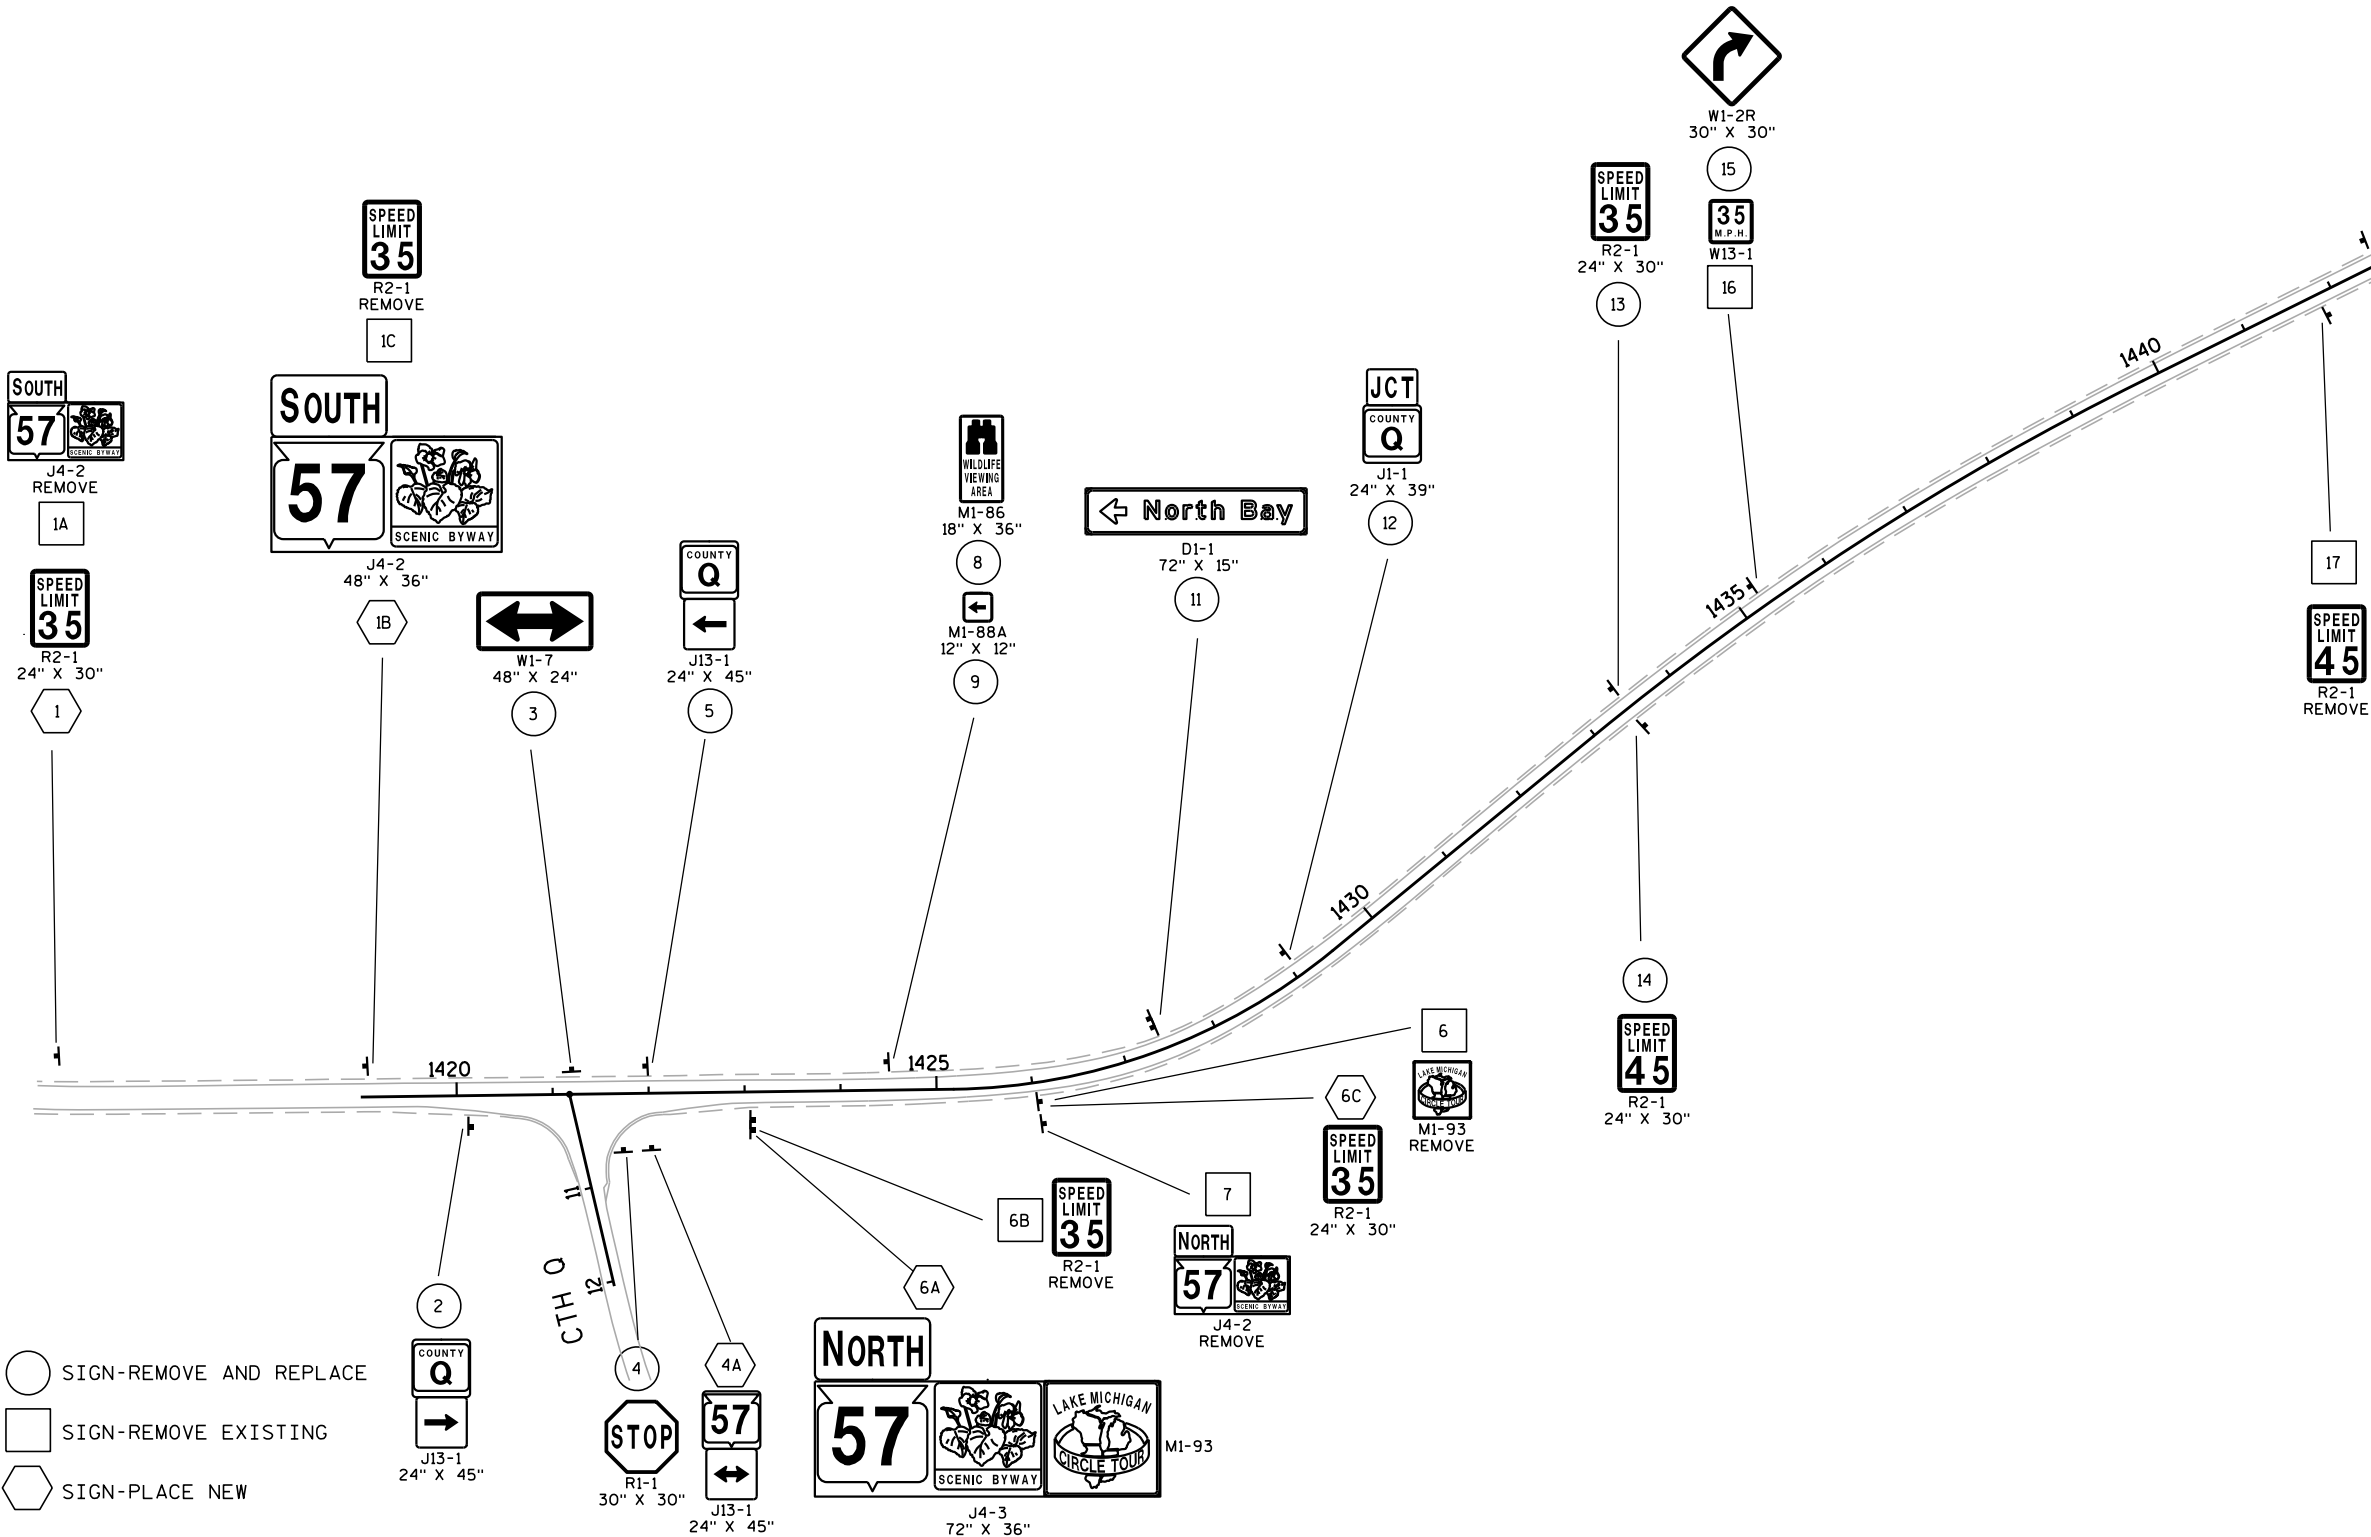 W1-2R
30" X 30"
15
35
M.P.H.
W13-1
16
SPEED
LIMIT
35
R2-1
24" X 30"
13
SPEED
LIMIT
35
R2-1
REMOVE
1C
SOUTH
57
SCENIC BYWAY
J4-2
REMOVE
1A
SPEED
LIMIT
35
R2-1
24" X 30"
1
SOUTH
57
SCENIC BYWAY
J4-2
48" X 36"
1B
W1-7
48" X 24"
3
COUNTY
Q
J13-1
24" X 45"
5
WILDLIFE
VIEWING
AREA
M1-86
18" X 36"
8
M1-88A
12" X 12"
9
North Bay
D1-1
72" X 15"
11
JCT
COUNTY
Q
J1-1
24" X 39"
12
1440
1435
1430
1425
1420
17
SPEED
LIMIT
45
R2-1
REMOVE
14
SPEED
LIMIT
45
R2-1
24" X 30"
6
LAKE MICHIGAN
CIRCLE TOUR
M1-93
REMOVE
6C
SPEED
LIMIT
35
R2-1
24" X 30"
7
NORTH
57
SCENIC BYWAY
J4-2
REMOVE
6B
SPEED
LIMIT
35
R2-1
REMOVE
6A
NORTH
57
SCENIC BYWAY
LAKE MICHIGAN
CIRCLE TOUR
M1-93
J4-3
72" X 36"
11
12
CTH Q
2
COUNTY
Q
J13-1
24" X 45"
4
STOP
R1-1
30" X 30"
4A
57
J13-1
24" X 45"
SIGN-REMOVE AND REPLACE
SIGN-REMOVE EXISTING
SIGN-PLACE NEW